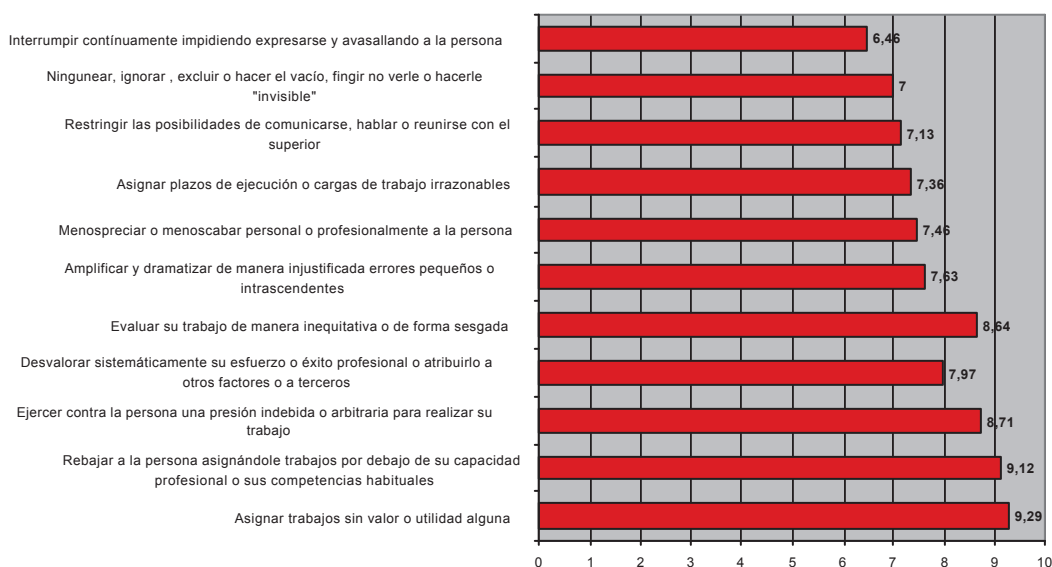 Interrumpir contínuamente impidiendo expresarse y avasallando a la persona
6,46
Ningunear, ignorar , excluir o hacer el vacío, fingir no verle o hacerle
"invisible"
7
Restringir las posibilidades de comunicarse, hablar o reunirse con el
superior
7,13
Asignar plazos de ejecución o cargas de trabajo irrazonables
7,36
Menospreciar o menoscabar personal o profesionalmente a la persona
7,46
Amplificar y dramatizar de manera injustificada errores pequeños o
intrascendentes
7,63
Evaluar su trabajo de manera inequitativa o de forma sesgada
8,64
Desvalorar sistemáticamente su esfuerzo o éxito profesional o atribuirlo a
otros factores o a terceros
7,97
Ejercer contra la persona una presión indebida o arbitraria para realizar su
trabajo
8,71
Rebajar a la persona asignándole trabajos por debajo de su capacidad
profesional o sus competencias habituales
9,12
Asignar trabajos sin valor o utilidad alguna
9,29
0 1 2 3 4 5 6 7 8 9 10